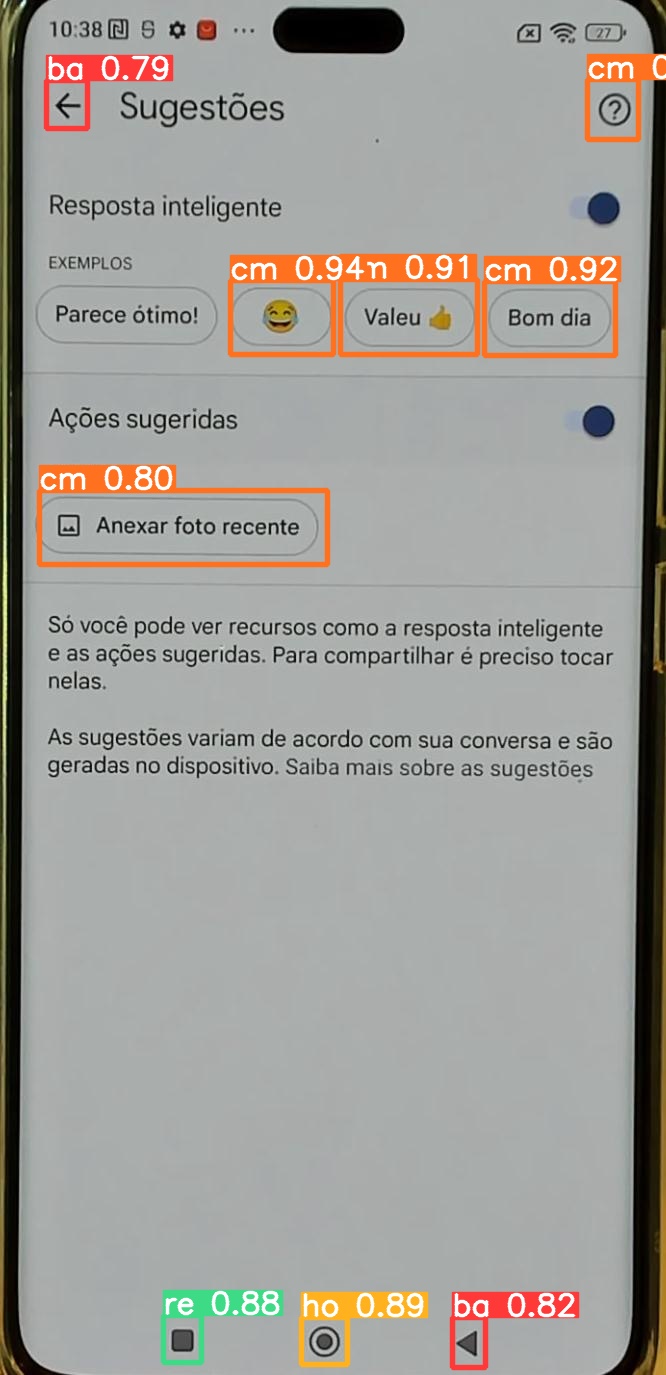 10:38
27
ba 0.79
cm 0
Sugestões
Resposta inteligente
EXEMPLOS
cm 0.94
0.91
cm 0.92
Parece ótimo!
Valeu
Bom dia
Ações sugeridas
cm 0.80
Anexar foto recente
Só você pode ver recursos como a resposta inteligente
e as ações sugeridas. Para compartilhar é preciso tocar
nelas.
As sugestões variam de acordo com sua conversa e são
geradas no dispositivo. Saiba mais sobre as sugestões
re 0.88
ho 0.89
ba 0.82